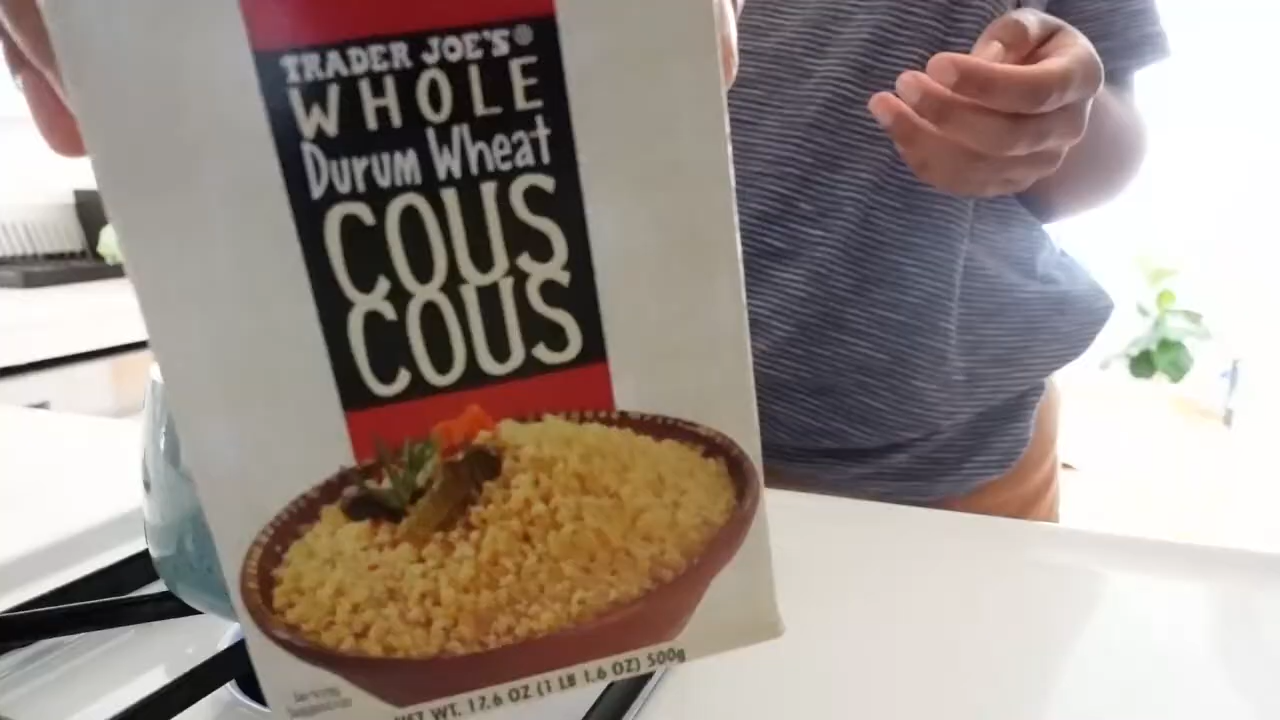 TRADER JOE'S®
WHOLE
Durum Wheat
COUS
COUS
NET WT. 17.6 OZ (1 LB 1.6 OZ) 500g